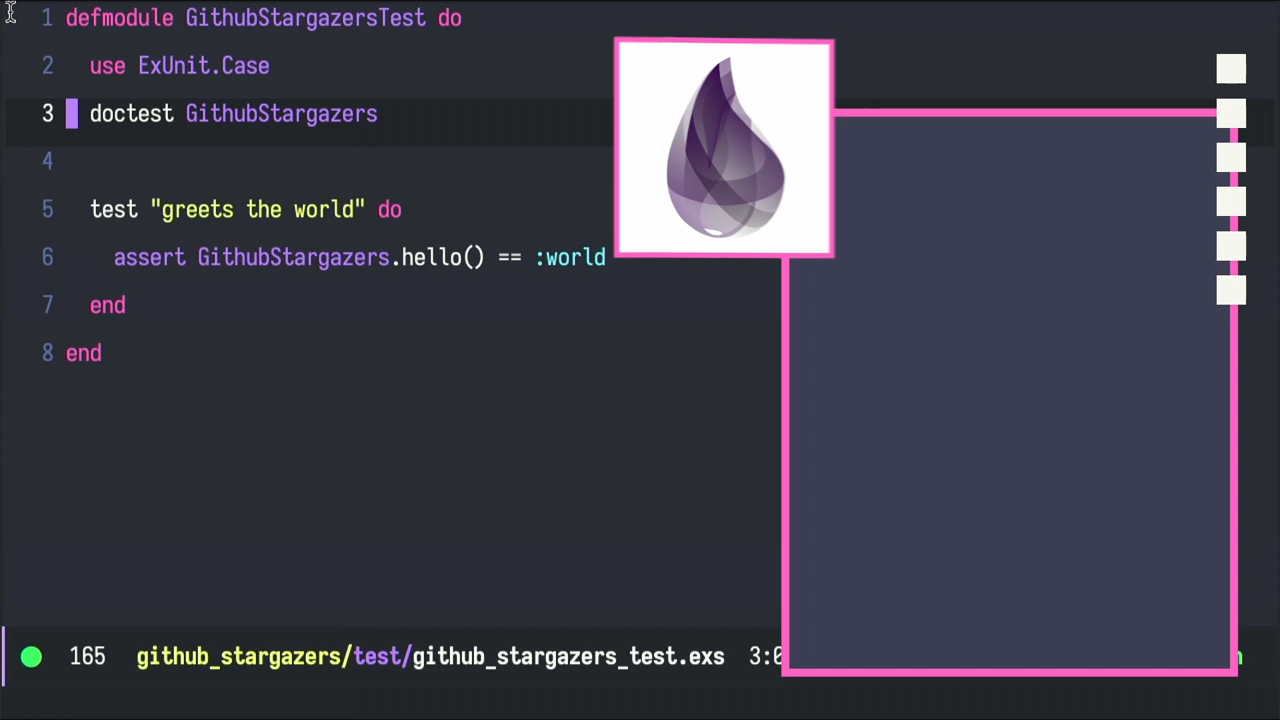 1 defmodule GithubStargazersTest do
2 use ExUnit.Case
3 doctest GithubStargazers
4
5 test "greets the world" do
6 assert GithubStargazers.hello() == :world
7 end
8 end
165 github_stargazers/test/github_stargazers_test.exs 3:0